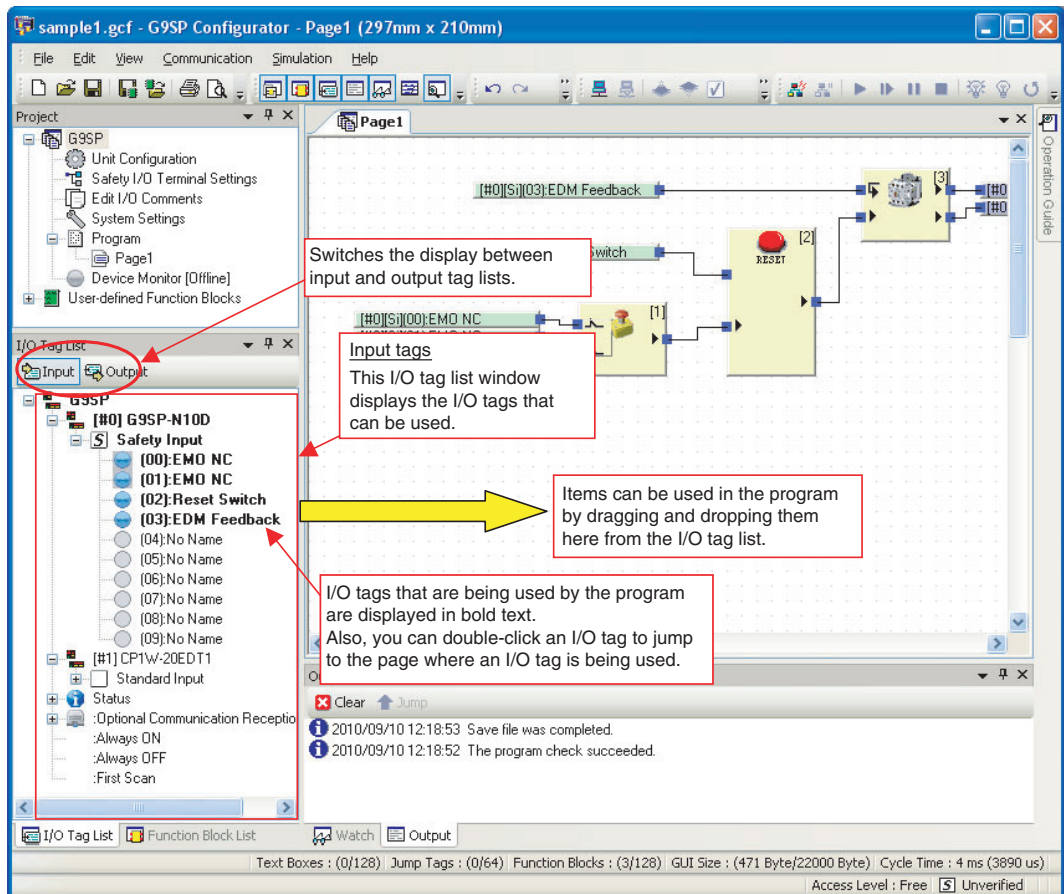 sample1.gcf - G9SP Configurator - Page1 (297mm x 210mm)
File Edit View Communication Simulation Help
Project
G9SP
Unit Configuration
Safety I/O Terminal Settings
Edit I/O Comments
System Settings
Program
Page1
Device Monitor [Offline]
User-defined Function Blocks
Page1
Operation Guide
[#0][Si][03]:EDM Feedback
[3]
[#0
[#0
Switch
[2]
RESET
[#0][Si][00]:EMO NC
[1]
Switches the display between
input and output tag lists.
Input tags
This I/O tag list window
displays the I/O tags that
can be used.
I/O Tag List
Input Output
G9SP
[#0] G9SP-N10D
S Safety Input
(00):EMO NC
(01):EMO NC
(02):Reset Switch
(03):EDM Feedback
(04):No Name
(05):No Name
(06):No Name
(07):No Name
(08):No Name
(09):No Name
[#1] CP1W-20EDT1
Standard Input
Status
:Optional Communication Receptio
:Always ON
:Always OFF
:First Scan
Items can be used in the program
by dragging and dropping them
here from the I/O tag list.
I/O tags that are being used by the program
are displayed in bold text.
Also, you can double-click an I/O tag to jump
to the page where an I/O tag is being used.
Clear Jump
2010/09/10 12:18:53 Save file was completed.
2010/09/10 12:18:52 The program check succeeded.
I/O Tag List Function Block List
Watch Output
Text Boxes : (0/128) Jump Tags : (0/64) Function Blocks : (3/128) GUI Size : (471 Byte/22000 Byte) Cycle Time : 4 ms (3890 us)
Access Level : Free S Unverified